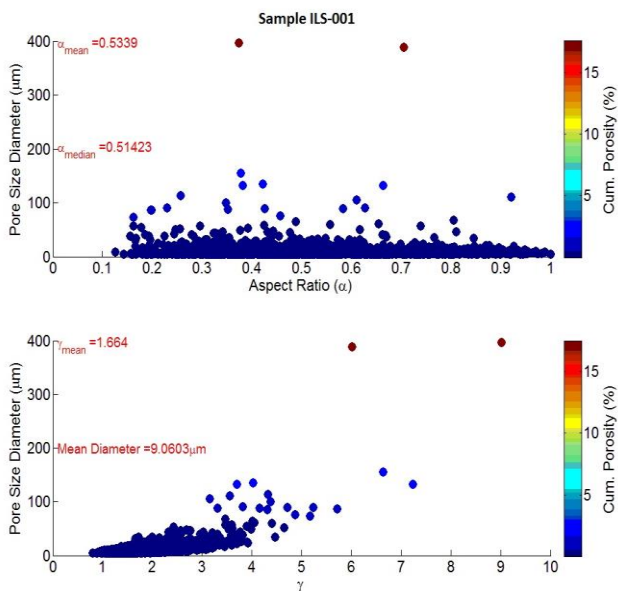 Sample ILS-001
α_mean =0.5339
α_median =0.51423
Pore Size Diameter (μm)
400
300
200
100
0
0 0.1 0.2 0.3 0.4 0.5 0.6 0.7 0.8 0.9 1
Aspect Ratio (α)
15
10
5
Cum. Porosity (%)
γ_mean =1.664
Mean Diameter =9.0603μm
Pore Size Diameter (μm)
400
300
200
100
0
0 1 2 3 4 5 6 7 8 9 10
γ
15
10
5
Cum. Porosity (%)